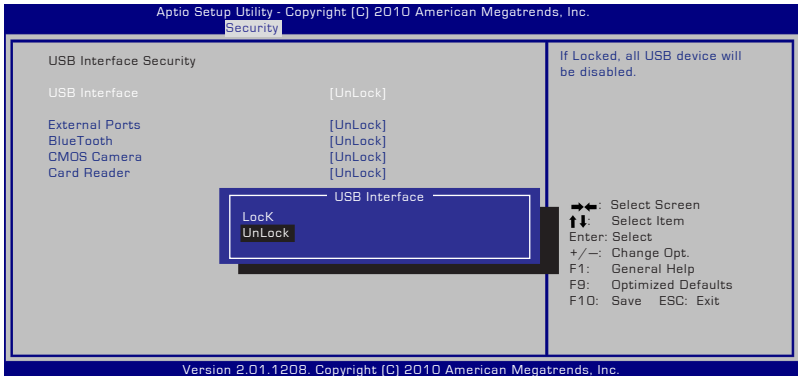 Aptio Setup Utility - Copyright (C) 2010 American Megatrends, Inc.
Security
USB Interface Security
USB Interface [UnLock]
External Ports [UnLock]
BlueTooth [UnLock]
CMOS Camera [UnLock]
Card Reader [UnLock]
USB Interface
LocK
UnLock
If Locked, all USB device will
be disabled.
→←: Select Screen
↑↓: Select Item
Enter: Select
+/—: Change Opt.
F1: General Help
F9: Optimized Defaults
F10: Save ESC: Exit
Version 2.01.1208. Copyright (C) 2010 American Megatrends, Inc.